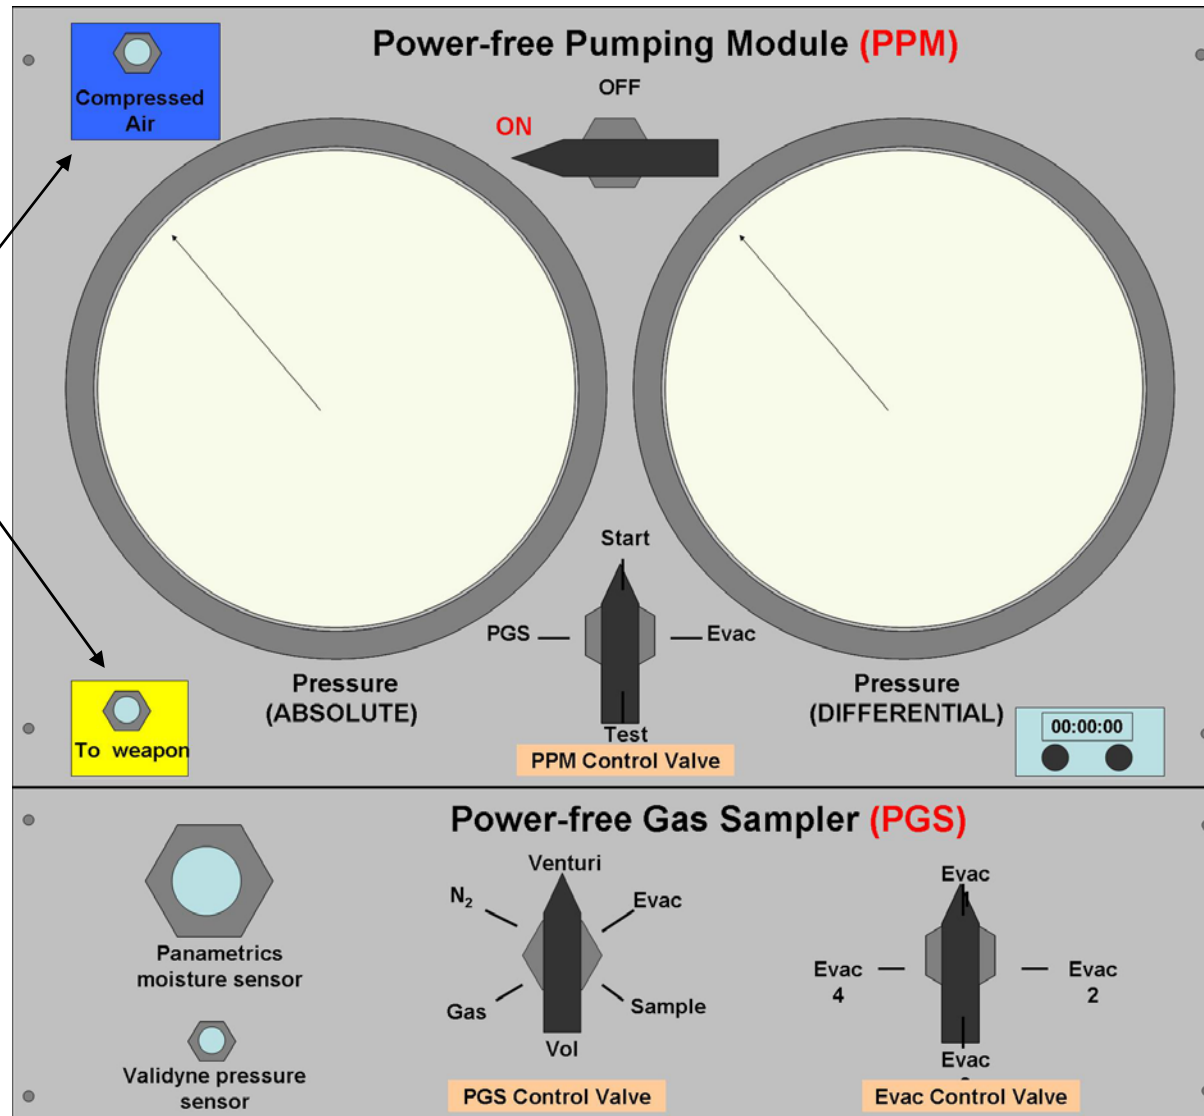 Power-free Pumping Module (PPM)
Compressed
Air
OFF
ON
Start
PGS
Evac
Test
PPM Control Valve
Pressure
(ABSOLUTE)
Pressure
(DIFFERENTIAL)
To weapon
00:00:00
Power-free Gas Sampler (PGS)
Panametrics
moisture sensor
Validyne pressure
sensor
Venturi
N₂
Evac
Gas
Sample
Vol
PGS Control Valve
Evac
Evac
4
Evac
2
Evac
Evac Control Valve